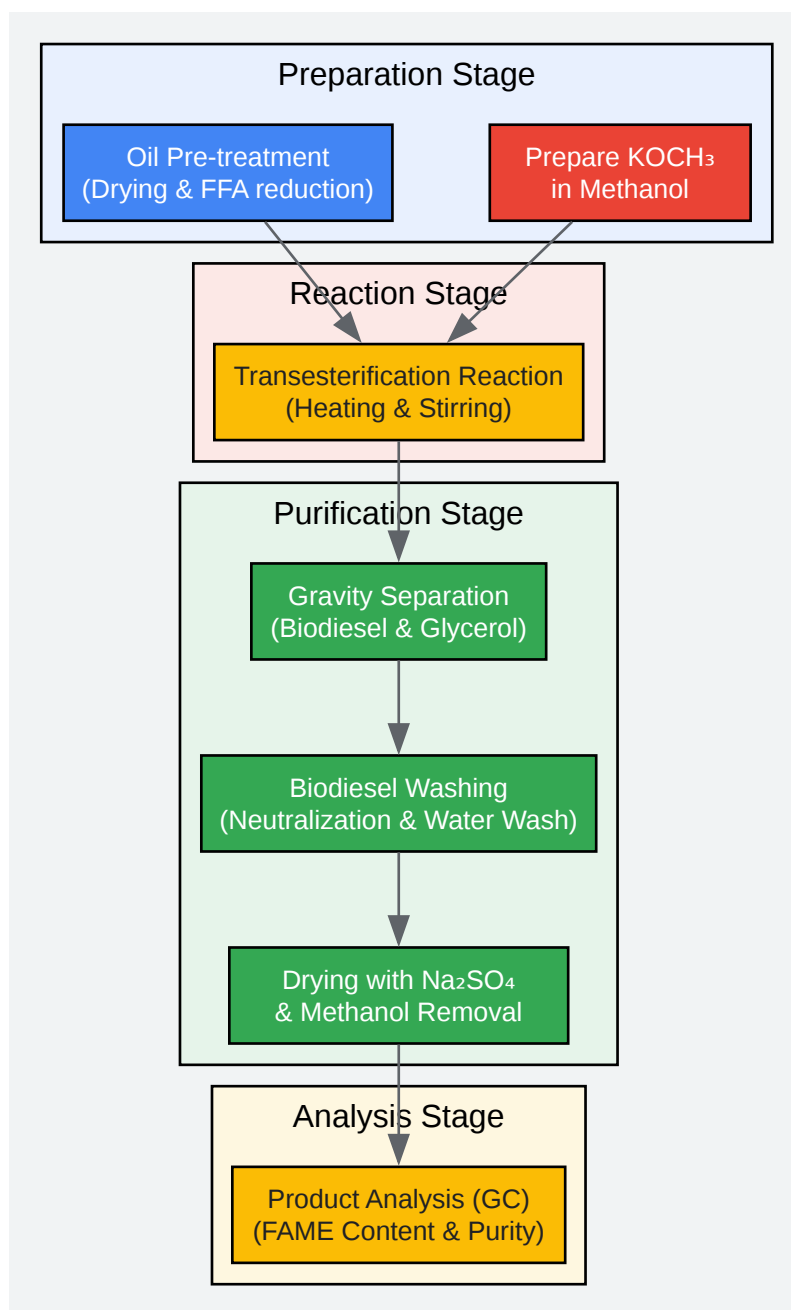 Preparation Stage
Oil Pre-treatment
(Drying & FFA reduction)
Prepare KOCH₃
in Methanol
Reaction Stage
Transesterification Reaction
(Heating & Stirring)
Purification Stage
Gravity Separation
(Biodiesel & Glycerol)
Biodiesel Washing
(Neutralization & Water Wash)
Drying with Na₂SO₄
& Methanol Removal
Analysis Stage
Product Analysis (GC)
(FAME Content & Purity)